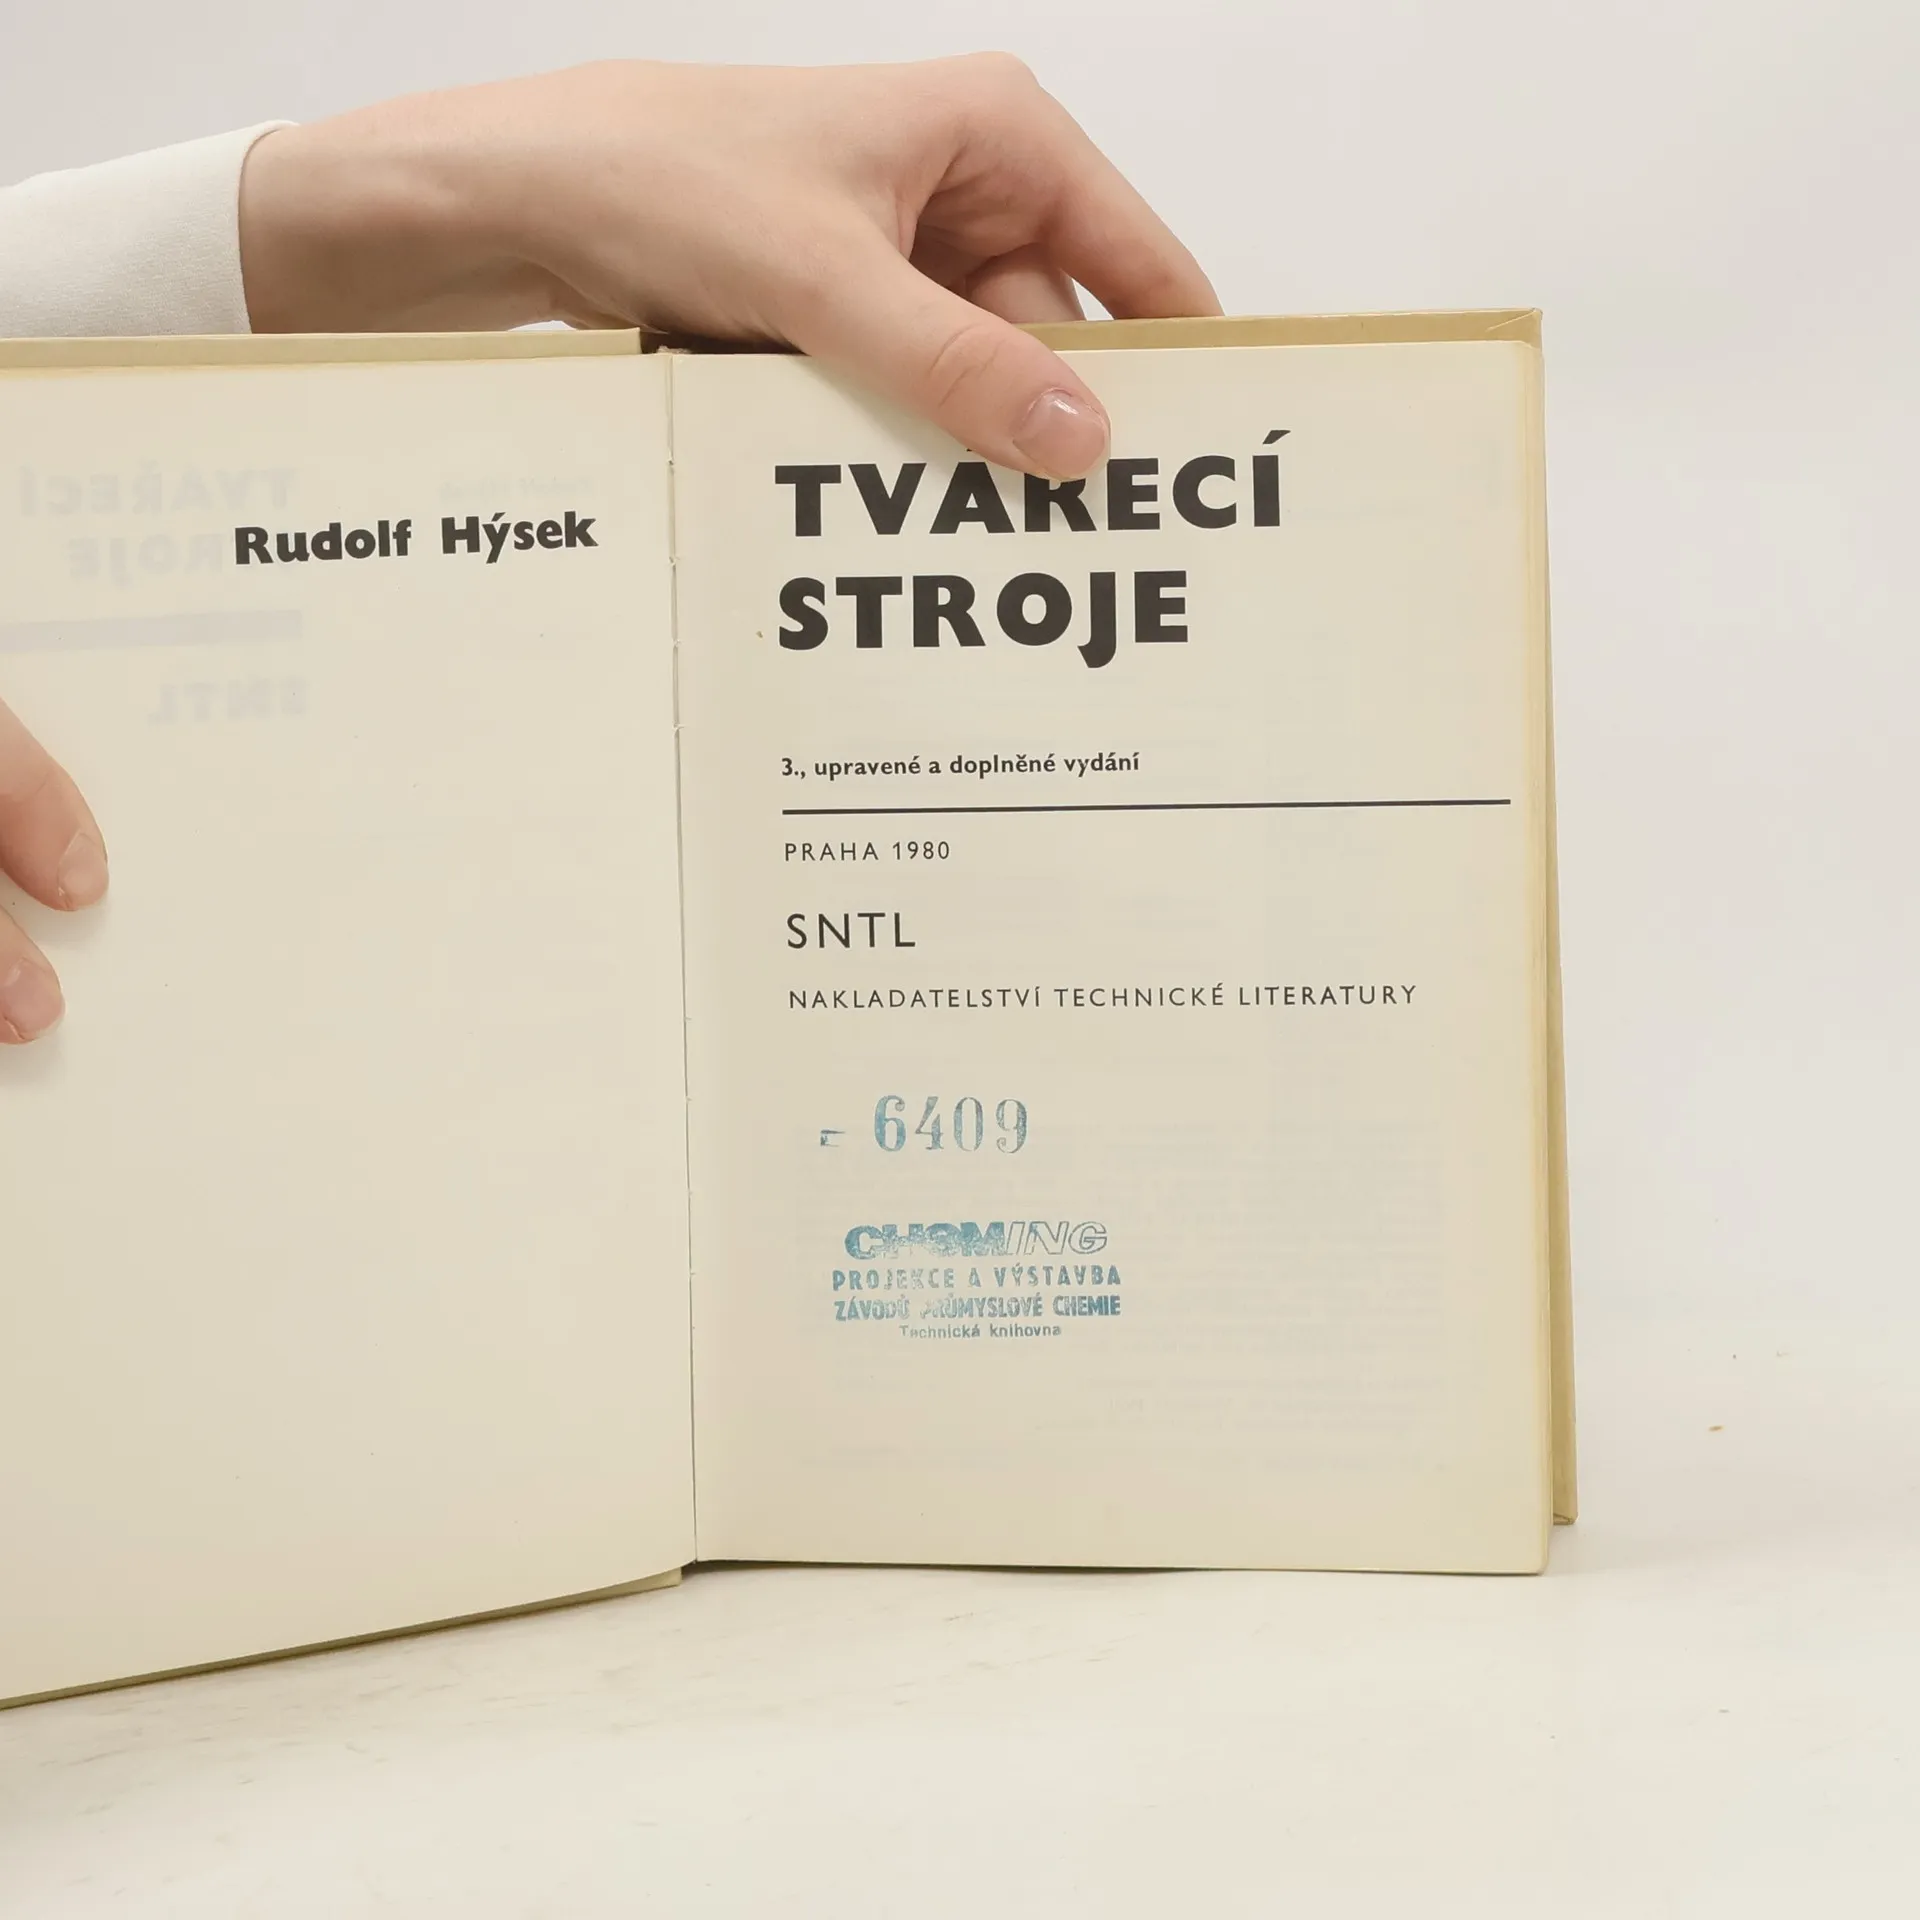 Rudolf Hýsek
TVÁŘECÍ
STROJE
3., upravené a doplněné vydání
PRAHA 1980
SNTL
NAKLADATELSTVÍ TECHNICKÉ LITERATURY
6409
CHEMING
PROJEKCE A VÝSTAVBA
ZÁVODŮ PRŮMYSLOVÉ CHEMIE
Technická knihovna